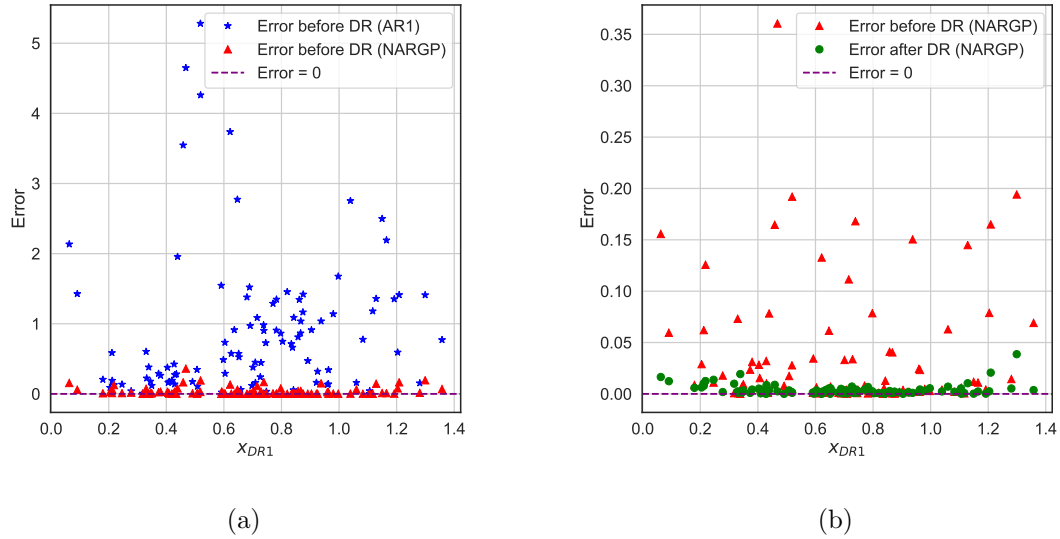 Error before DR (AR1)
Error before DR (NARGP)
Error = 0
5
4
3
2
1
0
Error
0.0 0.2 0.4 0.6 0.8 1.0 1.2 1.4
x_{DR1}
(a)
Error before DR (NARGP)
Error after DR (NARGP)
Error = 0
0.35
0.30
0.25
0.20
0.15
0.10
0.05
0.00
Error
0.0 0.2 0.4 0.6 0.8 1.0 1.2 1.4
x_{DR1}
(b)